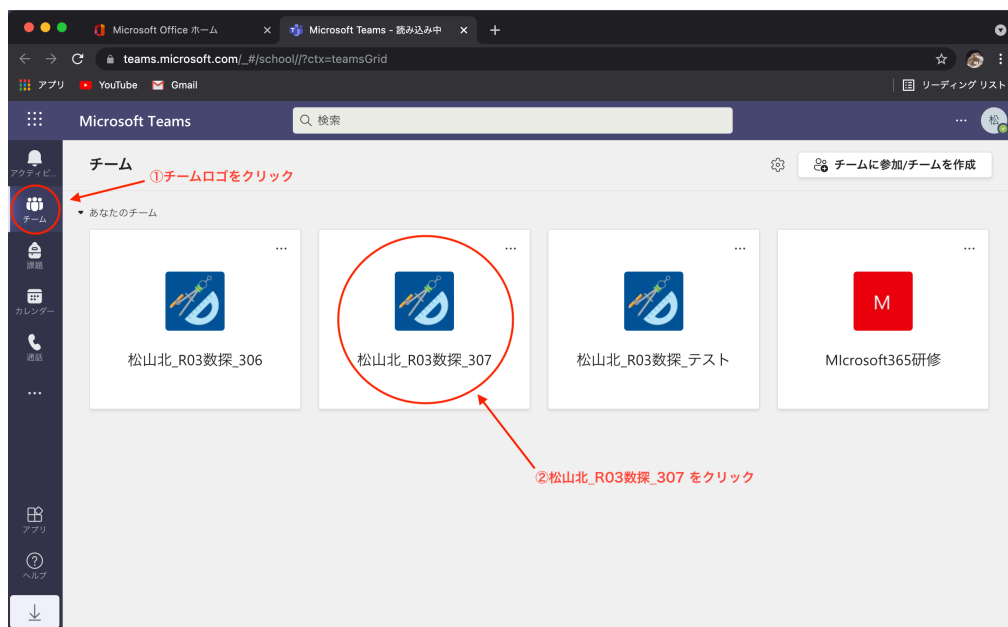 Microsoft Office ホーム
Microsoft Teams - 読み込み中
teams.microsoft.com/_#/school//?ctx=teamsGrid
アプリ YouTube Gmail リーディング リスト
Microsoft Teams 検索 … 松
アクティビ... チーム チームに参加/チームを作成
①チームロゴをクリック
チーム あなたのチーム
課題
カレンダー
通話
松山北_R03数探_306
松山北_R03数探_307
松山北_R03数探_テスト
M
MIcrosoft365研修
②松山北_R03数探_307 をクリック
アプリ
ヘルプ